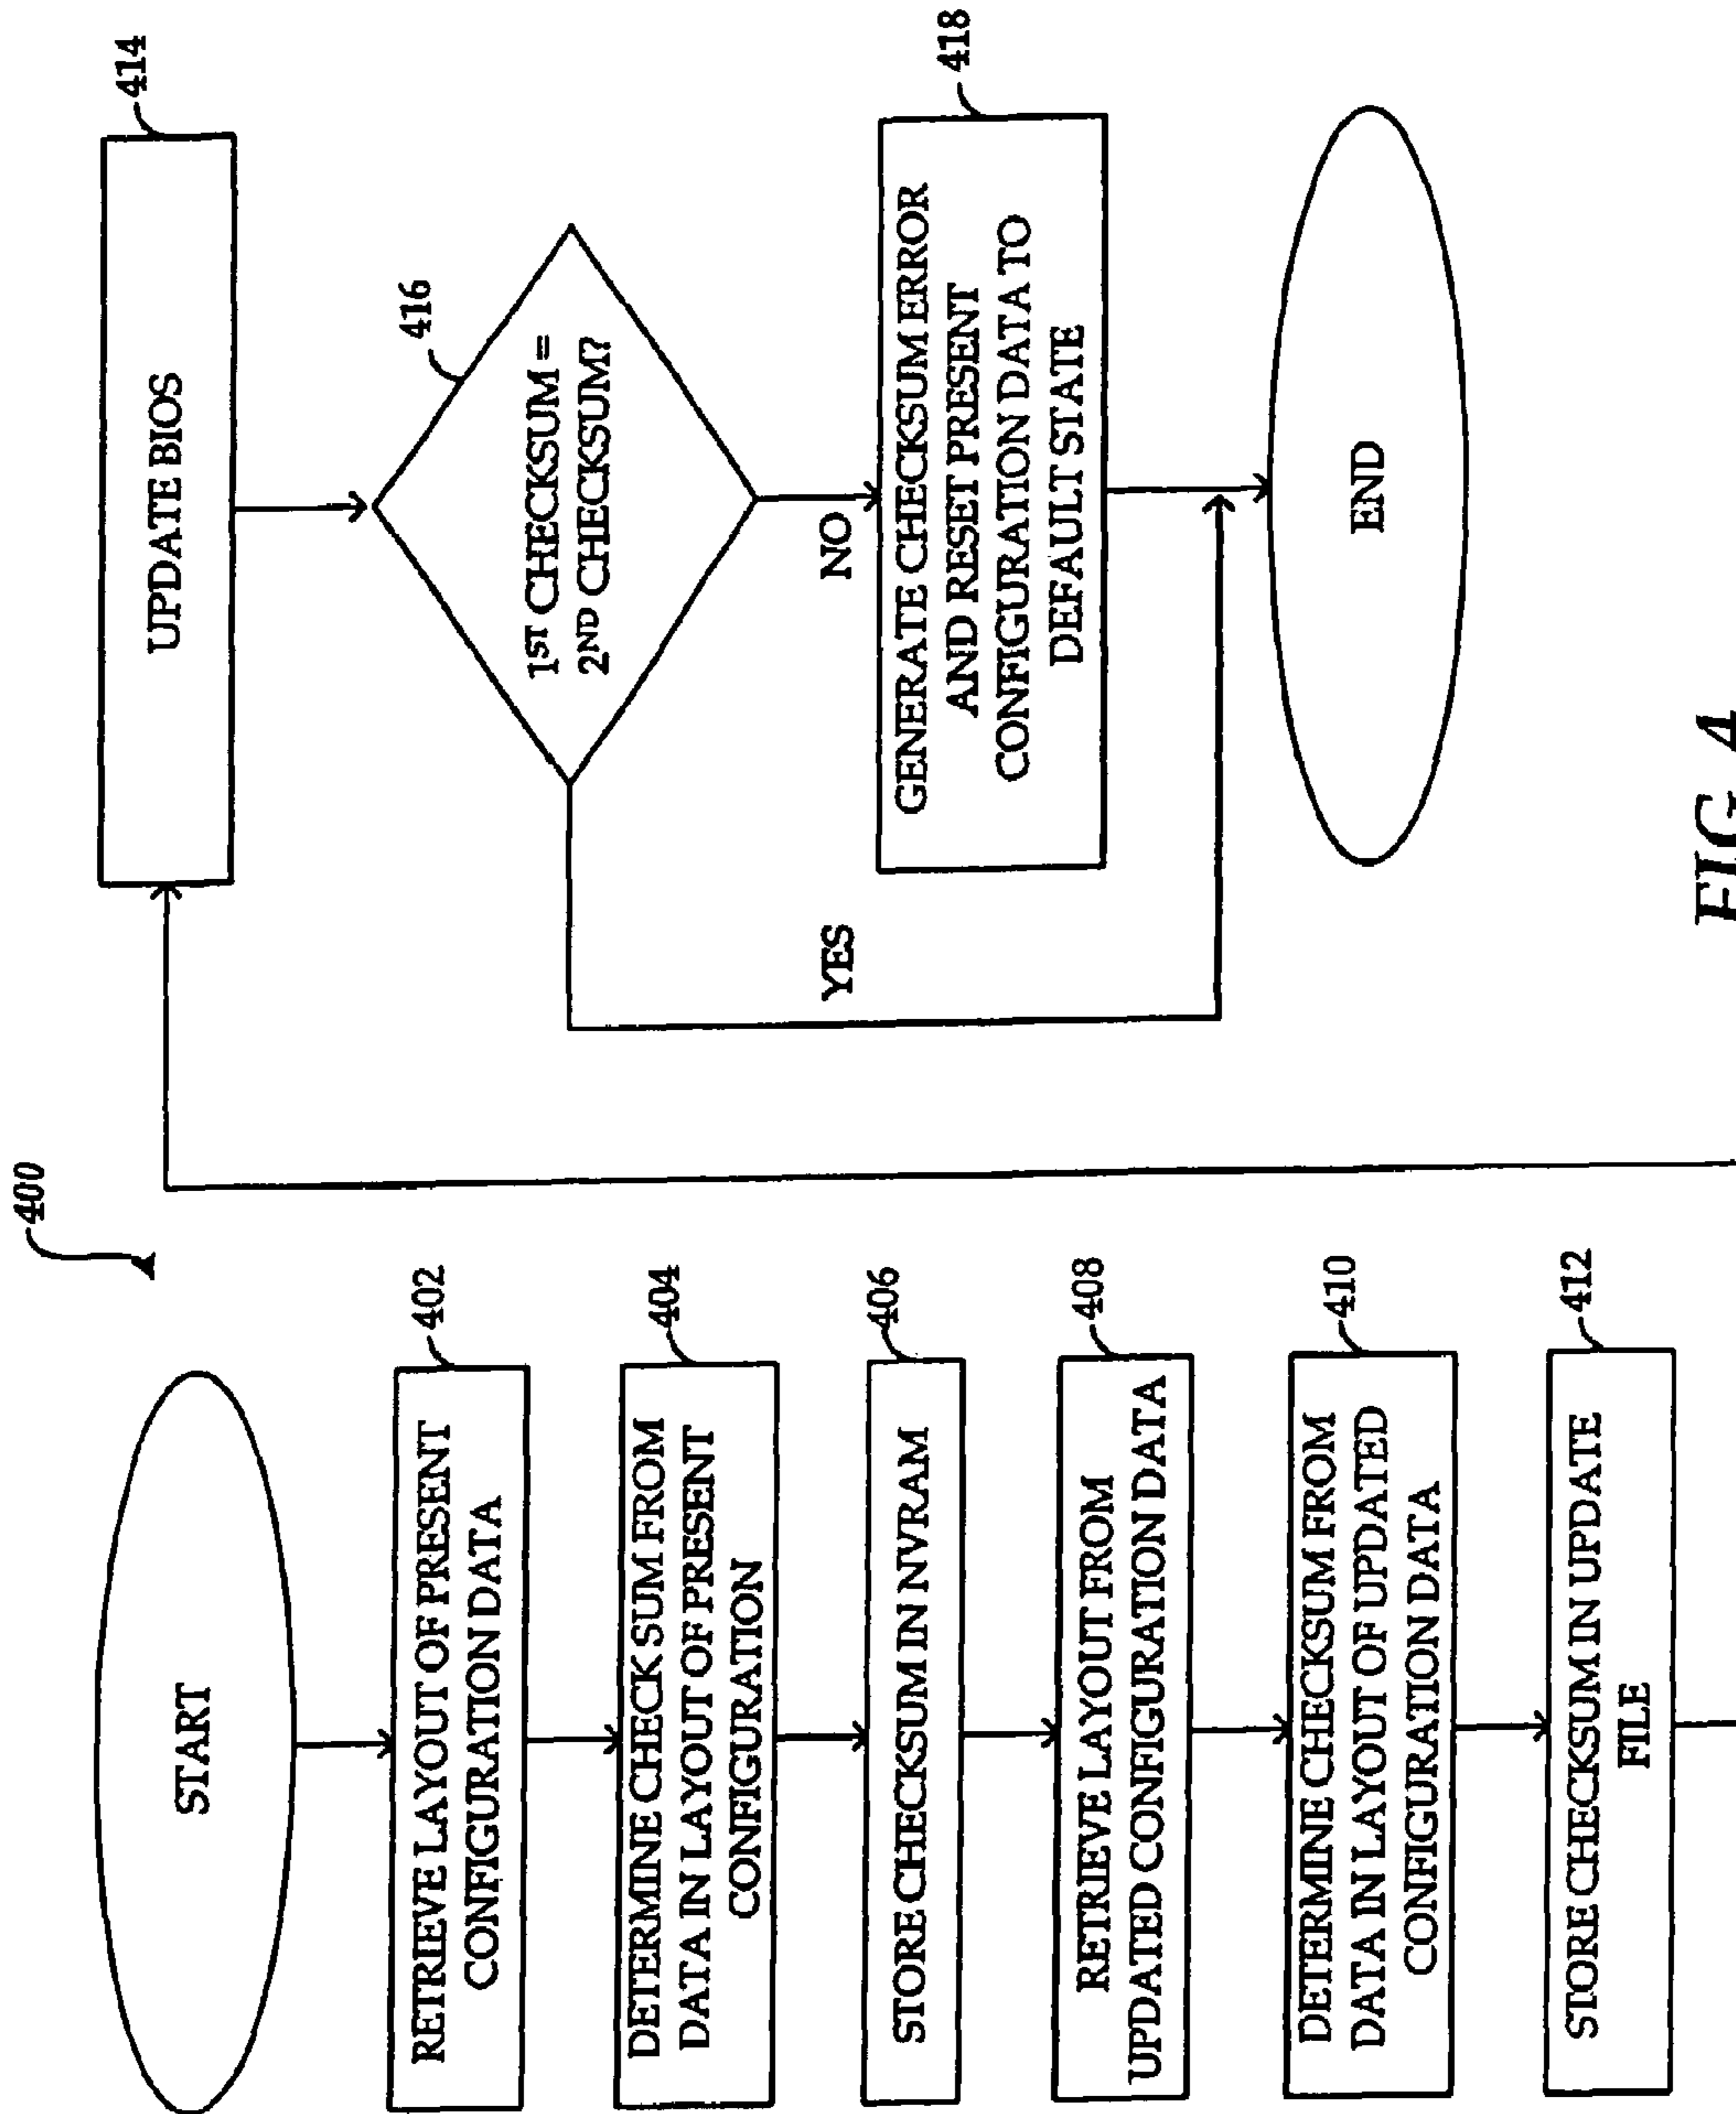 400
START
RETRIEVE LAYOUT OF PRESENT
CONFIGURATION DATA
402
DETERMINE CHECK SUM FROM
DATA IN LAYOUT OF PRESENT
CONFIGURATION
404
STORE CHECKSUM IN NVRAM
406
RETRIEVE LAYOUT FROM
UPDATED CONFIGURATION DATA
408
DETERMINE CHECKSUM FROM
DATA IN LAYOUT OF UPDATED
CONFIGURATION DATA
410
STORE CHECKSUM IN UPDATE
FILE
412
UPDATE BIOS
414
1ST CHECKSUM =
2ND CHECKSUM?
416
YES
NO
GENERATE CHECKSUM ERROR
AND RESET PRESENT
CONFIGURATION DATA TO
DEFAULT STATE
418
END
FIG. 4